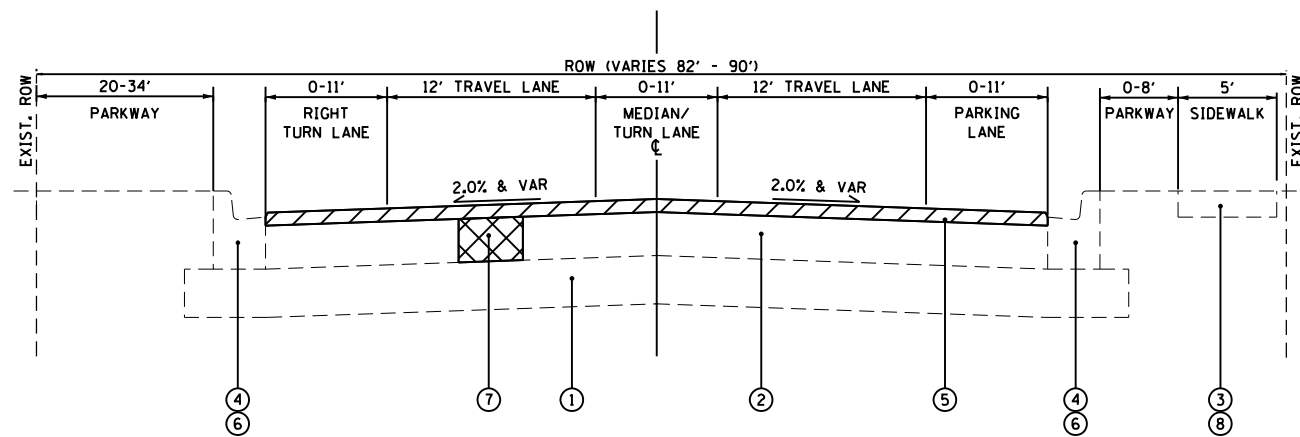 ROW (VARIES 82' - 90')
EXIST. ROW
20-34'
0-11'
12' TRAVEL LANE
0-11'
12' TRAVEL LANE
0-11'
0-8'
5'
EXIST. ROW
PARKWAY
RIGHT
TURN LANE
MEDIAN/
TURN LANE
℄
PARKING
LANE
PARKWAY
SIDEWALK
2.0% & VAR
2.0% & VAR
4
6
7
1
2
5
4
6
3
8